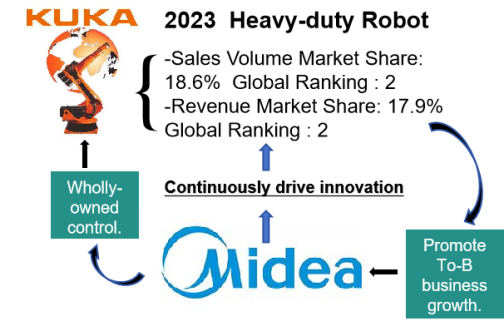 KUKA
2023 Heavy-duty Robot
-Sales Volume Market Share:
18.6% Global Ranking : 2
-Revenue Market Share: 17.9%
Global Ranking : 2
Wholly-
owned
control.
Continuously drive innovation
Midea
Promote
To-B
business
growth.